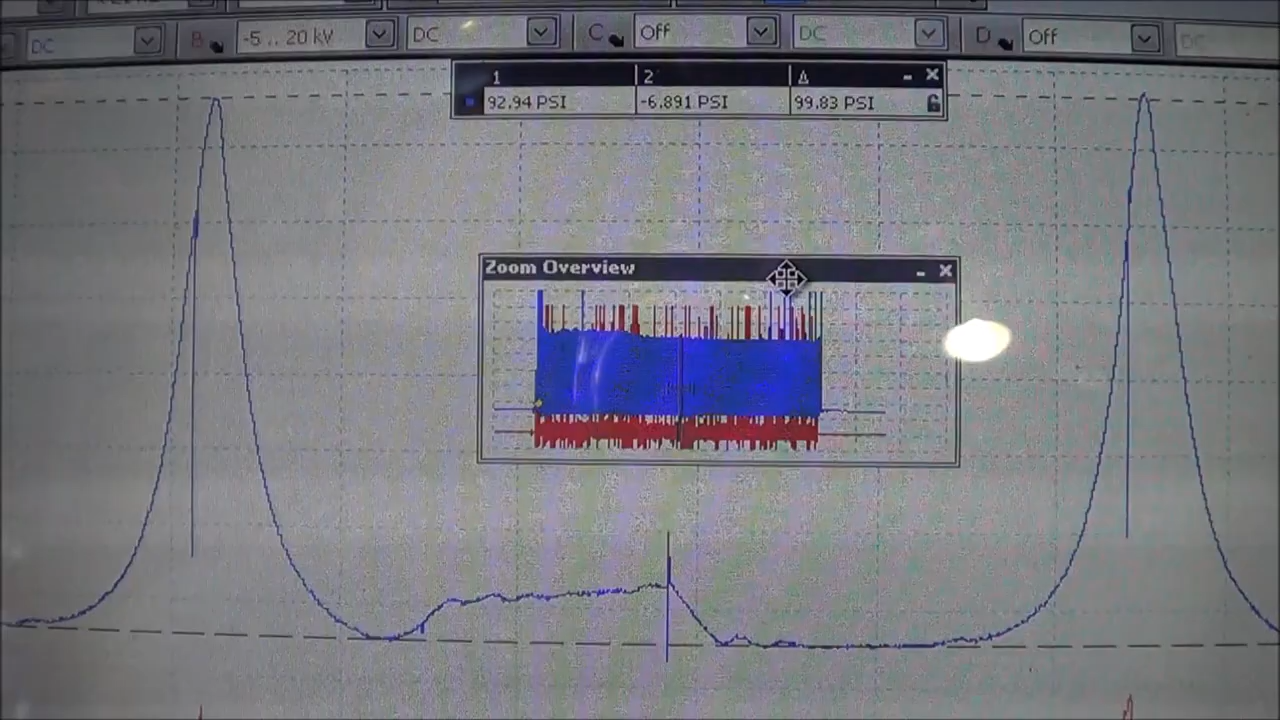 DC B -5 .. 20 kV DC C Off DC D Off DC
1 2 Δ
92.94 PSI -6.891 PSI 99.83 PSI
Zoom Overview